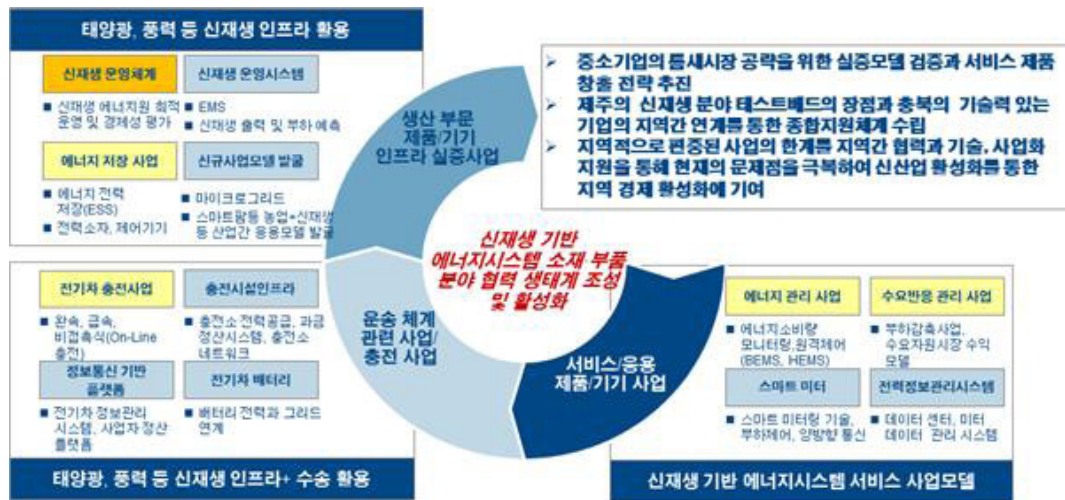 태양광, 풍력 등 신재생 인프라 활용
신재생 운영체계
■ 신재생 에너지원 최적
운영 및 경제성 평가
신재생 운영시스템
■ EMS
■ 신재생 출력 및 부하 예측
에너지 저장 사업
■ 에너지 전력
저장(ESS)
■ 전력소자, 제어기기
신규사업모델 발굴
■ 마이크로그리드
■ 스마트팜등 농업+신재생
등 산업간 응용모델 발굴
생산 부문
제품/기기
인프라 실증사업
➢ 중소기업의 틈새시장 공략을 위한 실증모델 검증과 서비스 제품
창출 전략 추진
➢ 제주의 신재생 분야 테스트베드의 장점과 충북의 기술력 있는
기업의 지역간 연계를 통한 종합지원체계 수립
➢ 지역적으로 편중된 사업의 한계를 지역간 협력과 기술, 사업화
지원을 통해 현재의 문제점을 극복하여 신산업 활성화를 통한
지역 경제 활성화에 기여
신재생 기반
에너지시스템 소재 부품
분야 협력 생태계 조성
및 활성화
전기차 충전사업
■ 완속, 급속,
비접촉식(On-Line
충전)
충전시설인프라
■ 충전소 전력공급, 과금
정산시스템, 충전소
네트워크
정보통신 기반
플랫폼
■ 전기차 정보관리
시스템, 사업자 정산
플랫폼
전기차 배터리
■ 배터리 전력과 그리드
연계
태양광, 풍력 등 신재생 인프라+ 수송 활용
운송 체계
관련 사업/
충전 사업
서비스/응용
제품/기기 사업
에너지 관리 사업
■ 에너지소비량
모니터링,원격제어
(BEMS, HEMS)
수요반응 관리 사업
■ 부하감축사업,
수요자원시장 수익
모델
스마트 미터
■ 스마트 미터링 기술,
부하제어, 양방향 통신
전력정보관리시스템
■ 데이터 센터, 미터
데이터 관리 시스템
신재생 기반 에너지시스템 서비스 사업모델